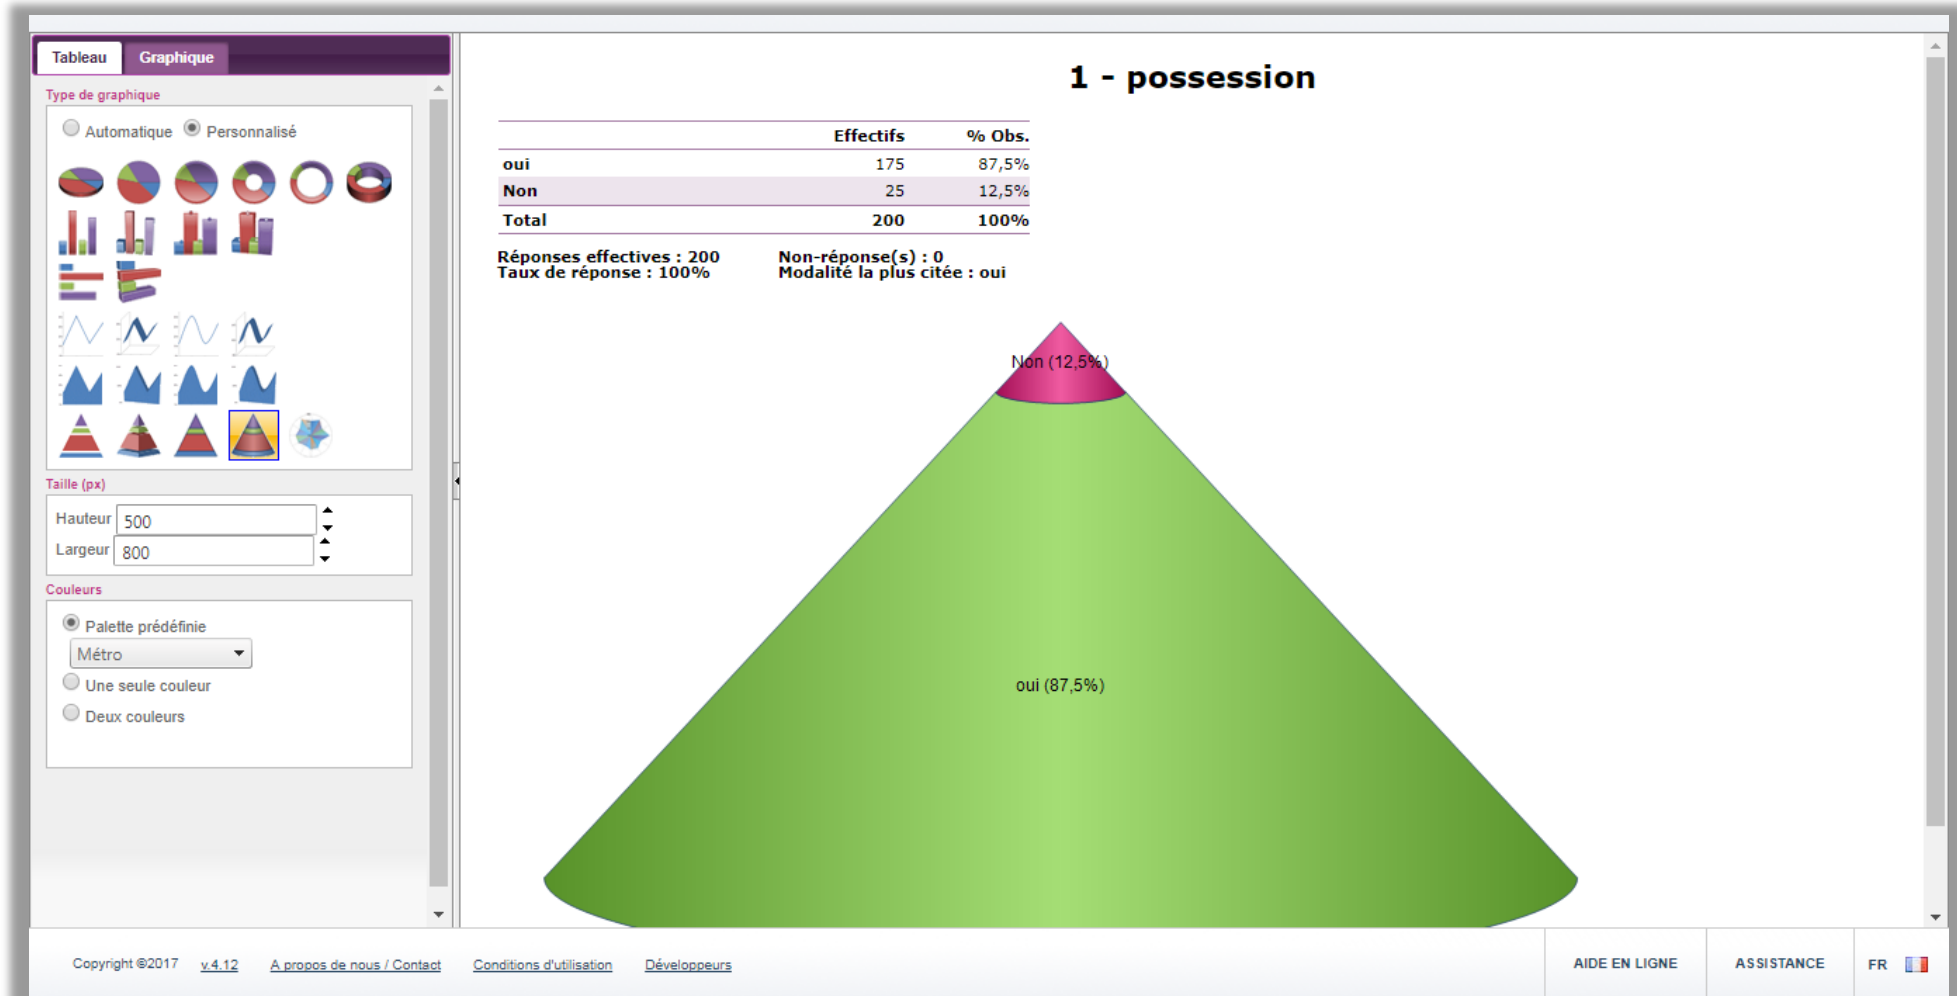 Tableau Graphique
Type de graphique
Automatique Personnalisé
Taille (px)
Hauteur 500
Largeur 800
Couleurs
Palette prédéfinie
Métro
Une seule couleur
Deux couleurs
1 - possession
Effectifs % Obs.
oui 175 87,5%
Non 25 12,5%
Total 200 100%
Réponses effectives : 200 Non-réponse(s) : 0
Taux de réponse : 100% Modalité la plus citée : oui
Non (12,5%)
oui (87,5%)
Copyright ©2017 v.4.12 A propos de nous / Contact Conditions d'utilisation Développeurs AIDE EN LIGNE ASSISTANCE FR